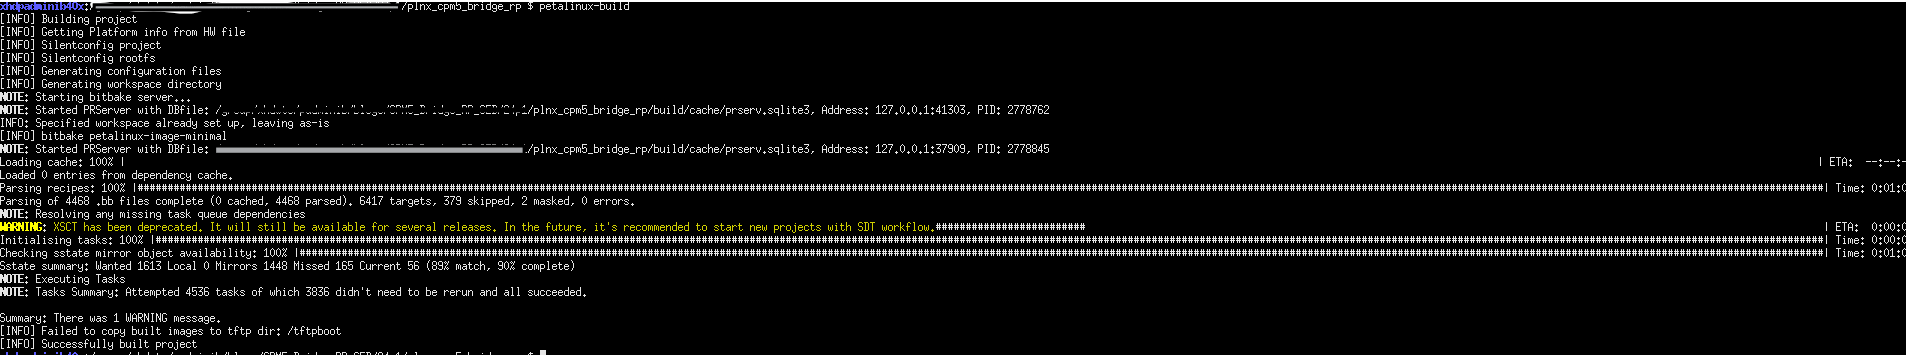 xhdpadminib40x:/ /plnx_cpm5_bridge_rp $ petalinux-build
[INFO] Building project
[INFO] Getting Platform info from HW file
[INFO] Silentconfig project
[INFO] Silentconfig rootfs
[INFO] Generating configuration files
[INFO] Generating workspace directory
NOTE: Starting bitbake server...
NOTE: Started PRServer with DBfile: /plnx_cpm5_bridge_rp/build/cache/prserv.sqlite3, Address: 127.0.0.1:41303, PID: 2778762
INFO: Specified workspace already set up, leaving as-is
[INFO] bitbake petalinux-image-minimal
NOTE: Started PRServer with DBfile: /plnx_cpm5_bridge_rp/build/cache/prserv.sqlite3, Address: 127.0.0.1:37909, PID: 2778845
Loading cache: 100% | | ETA: --:--:-
Loaded 0 entries from dependency cache.
Parsing recipes: 100% | | Time: 0:01:0
Parsing of 4468 .bb files complete (0 cached, 4468 parsed). 6417 targets, 379 skipped, 2 masked, 0 errors.
NOTE: Resolving any missing task queue dependencies
WARNING: XSCT has been deprecated. It will still be available for several releases. In the future, it's recommended to start new projects with SDT workflow. | ETA: 0:00:0
Initialising tasks: 100% | | Time: 0:00:0
Checking sstate mirror object availability: 100% | | Time: 0:01:0
Sstate summary: Wanted 1613 Local 0 Mirrors 1448 Missed 165 Current 56 (89% match, 90% complete)
NOTE: Executing Tasks
NOTE: Tasks Summary: Attempted 4536 tasks of which 3836 didn't need to be rerun and all succeeded.
Summary: There was 1 WARNING message.
[INFO] Failed to copy built images to tftp dir: /tftpboot
[INFO] Successfully built project